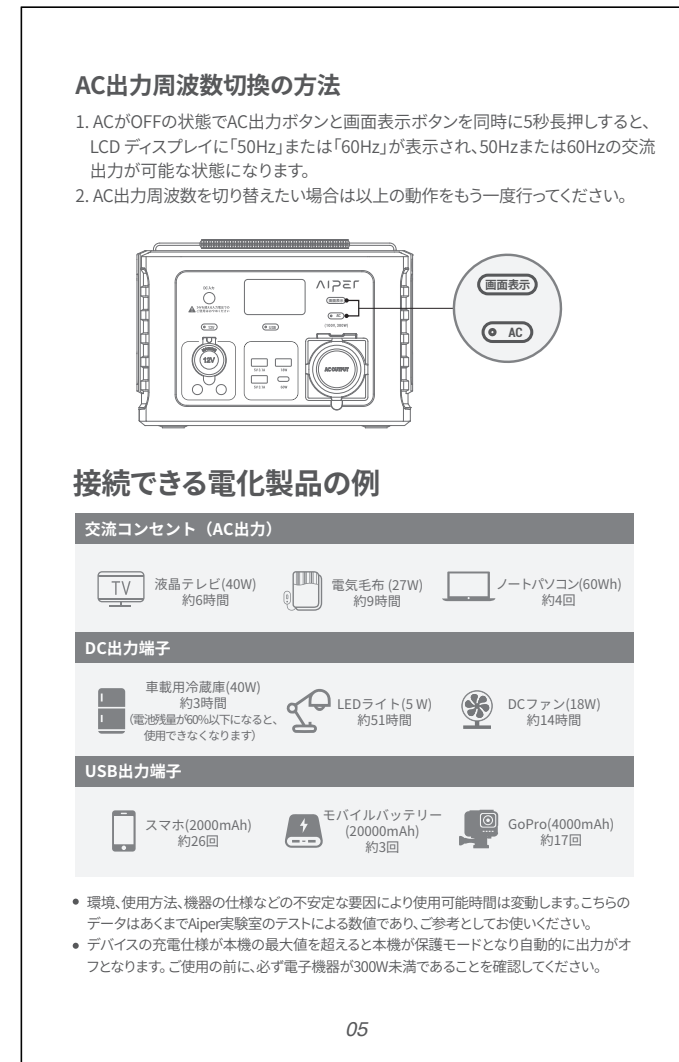 AC出力周波数切換の方法
1. ACがOFFの状態でAC出力ボタンと画面表示ボタンを同時に5秒長押しすると、
LCD ディスプレイに「50Hz」または「60Hz」が表示され、50Hzまたは60Hzの交流
出力が可能な状態になります。
2. AC出力周波数を切り替えたい場合は以上の動作をもう一度行ってください。
DC入力
AIPER
画面表示
AC
(100V, 300W)
12V
USB
12V
AC OUTPUT
画面表示
AC
接続できる電化製品の例
交流コンセント（AC出力）
TV
液晶テレビ(40W)
約6時間
電気毛布 (27W)
約9時間
ノートパソコン(60Wh)
約4回
DC出力端子
車載用冷蔵庫(40W)
約3時間
（電池残量が60%以下になると、
使用できなくなります）
LEDライト(5 W)
約51時間
DCファン(18W)
約14時間
USB出力端子
スマホ(2000mAh)
約26回
モバイルバッテリー
(20000mAh)
約3回
GoPro(4000mAh)
約17回
● 環境、使用方法、機器の仕様などの不安定な要因により使用可能時間は変動します。こちらの
データはあくまでAiper実験室のテストによる数値であり、ご参考としてお使いください。
● デバイスの充電仕様が本機の最大値を超えると本機が保護モードとなり自動的に出力がオ
フとなります。ご使用の前に、必ず電子機器が300W未満であることを確認してください。
05